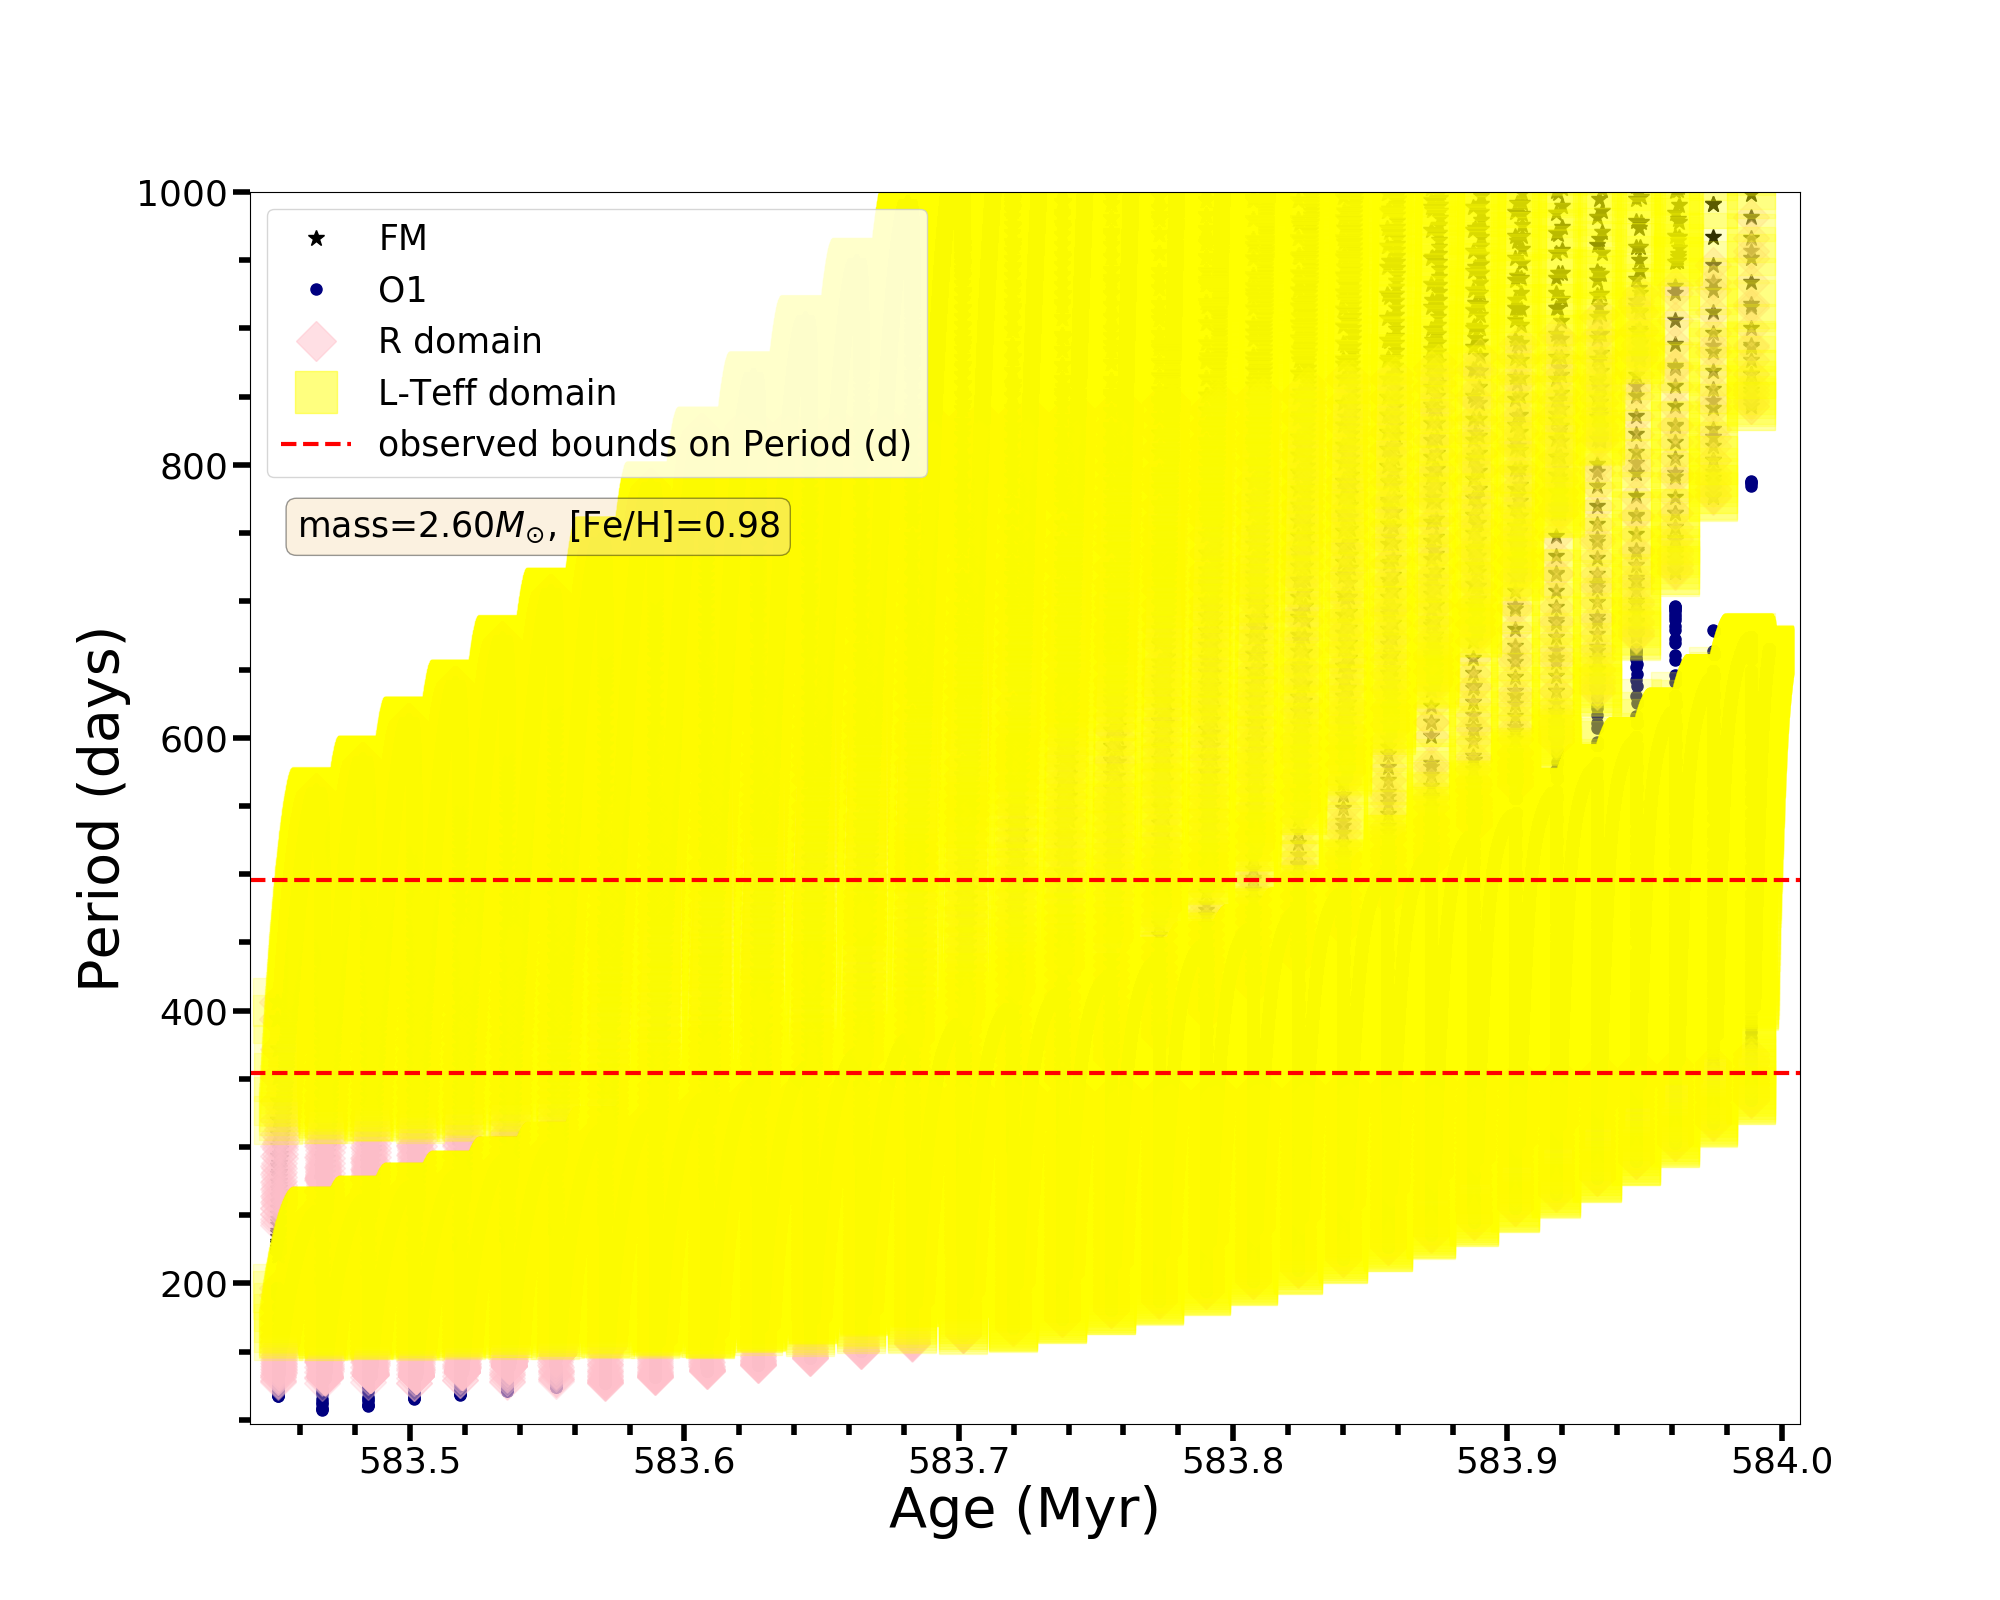 FM
O1
R domain
L-Teff domain
observed bounds on Period (d)
mass=2.60M⊙, [Fe/H]=0.98
Period (days)
1000
800
600
400
200
583.5 583.6 583.7 583.8 583.9 584.0
Age (Myr)